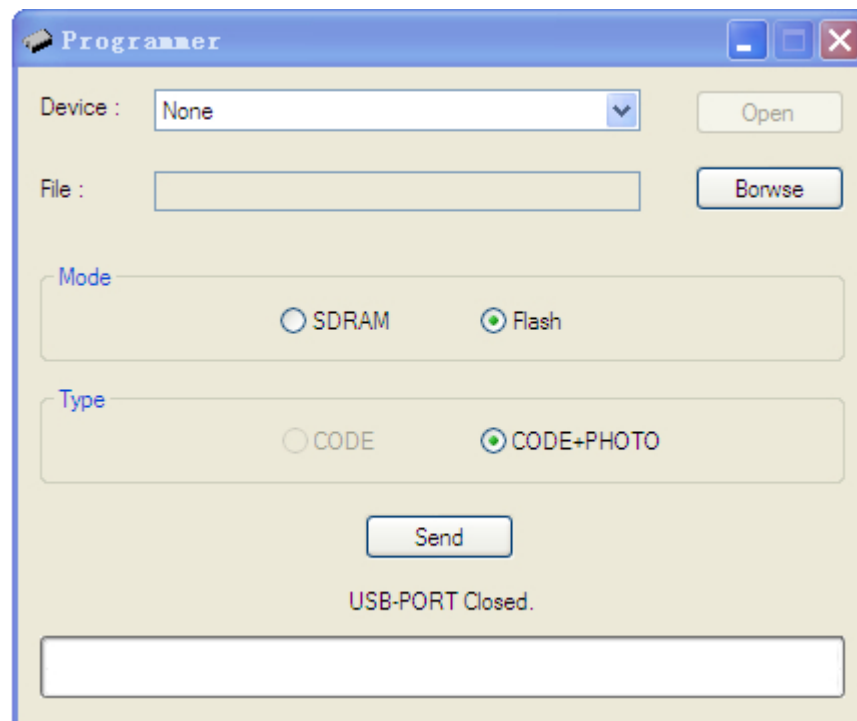 Programmer
Device : None Open
File : Borwse
Mode
SDRAM Flash
Type
CODE CODE+PHOTO
Send
USB-PORT Closed.